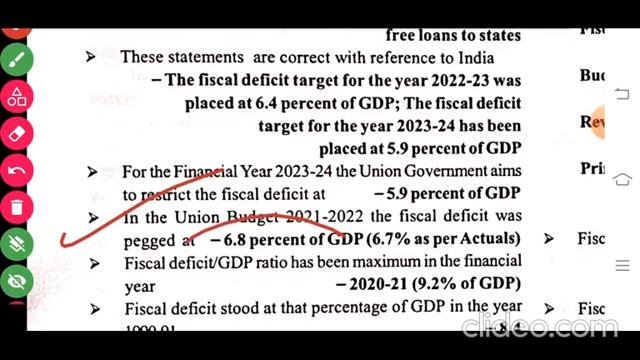 free loans to states
➤ These statements are correct with reference to India
– The fiscal deficit target for the year 2022-23 was
placed at 6.4 percent of GDP; The fiscal deficit
target for the year 2023-24 has been
placed at 5.9 percent of GDP
➤ For the Financial Year 2023-24 the Union Government aims
to restrict the fiscal deficit at – 5.9 percent of GDP
➤ In the Union Budget 2021-2022 the fiscal deficit was
pegged at – 6.8 percent of GDP (6.7% as per Actuals)
➤ Fiscal deficit/GDP ratio has been maximum in the financial
year – 2020-21 (9.2% of GDP)
➤ Fiscal deficit stood at that percentage of GDP in the year
1990-91 – 8.4
Bud
Rev
Pri
➤ Fisc
➤ Fisc
clideo.com